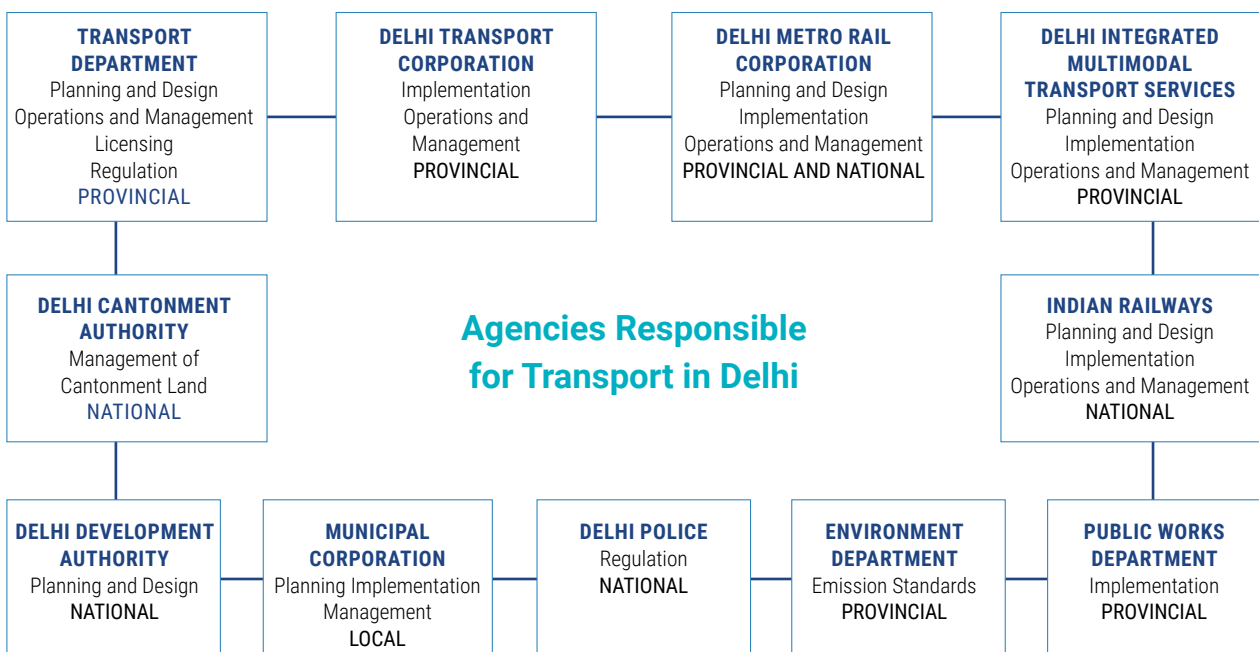 TRANSPORT
DEPARTMENT
Planning and Design
Operations and Management
Licensing
Regulation
PROVINCIAL
DELHI TRANSPORT
CORPORATION
Implementation
Operations and
Management
PROVINCIAL
DELHI METRO RAIL
CORPORATION
Planning and Design
Implementation
Operations and Management
PROVINCIAL AND NATIONAL
DELHI INTEGRATED
MULTIMODAL
TRANSPORT SERVICES
Planning and Design
Implementation
Operations and Management
PROVINCIAL
DELHI CANTONMENT
AUTHORITY
Management of
Cantonment Land
NATIONAL
Agencies Responsible
for Transport in Delhi
INDIAN RAILWAYS
Planning and Design
Implementation
Operations and Management
NATIONAL
DELHI DEVELOPMENT
AUTHORITY
Planning and Design
NATIONAL
MUNICIPAL
CORPORATION
Planning Implementation
Management
LOCAL
DELHI POLICE
Regulation
NATIONAL
ENVIRONMENT
DEPARTMENT
Emission Standards
PROVINCIAL
PUBLIC WORKS
DEPARTMENT
Implementation
PROVINCIAL